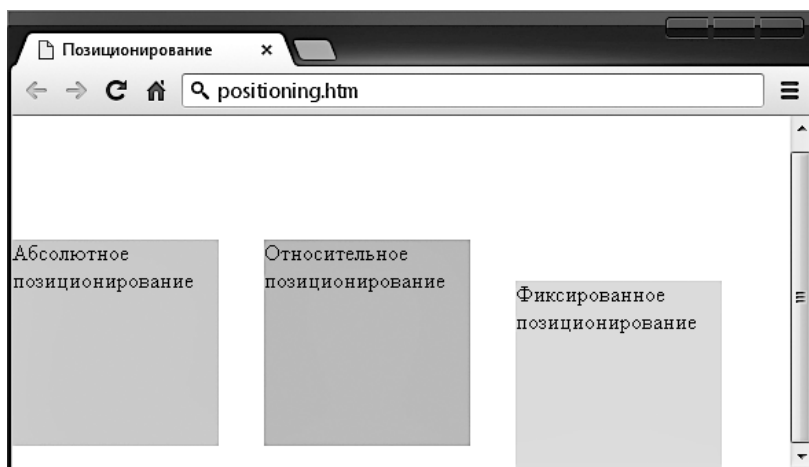 Позиционирование
positioning.htm
Абсолютное
позиционирование
Относительное
позиционирование
Фиксированное
позиционирование